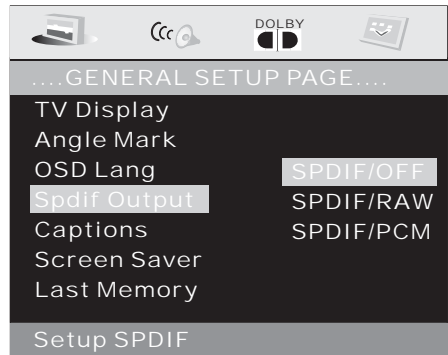 DOLBY
....GENERAL SETUP PAGE....
TV Display
Angle Mark
OSD Lang SPDIF/OFF
Spdif Output SPDIF/RAW
Captions SPDIF/PCM
Screen Saver
Last Memory
Setup SPDIF